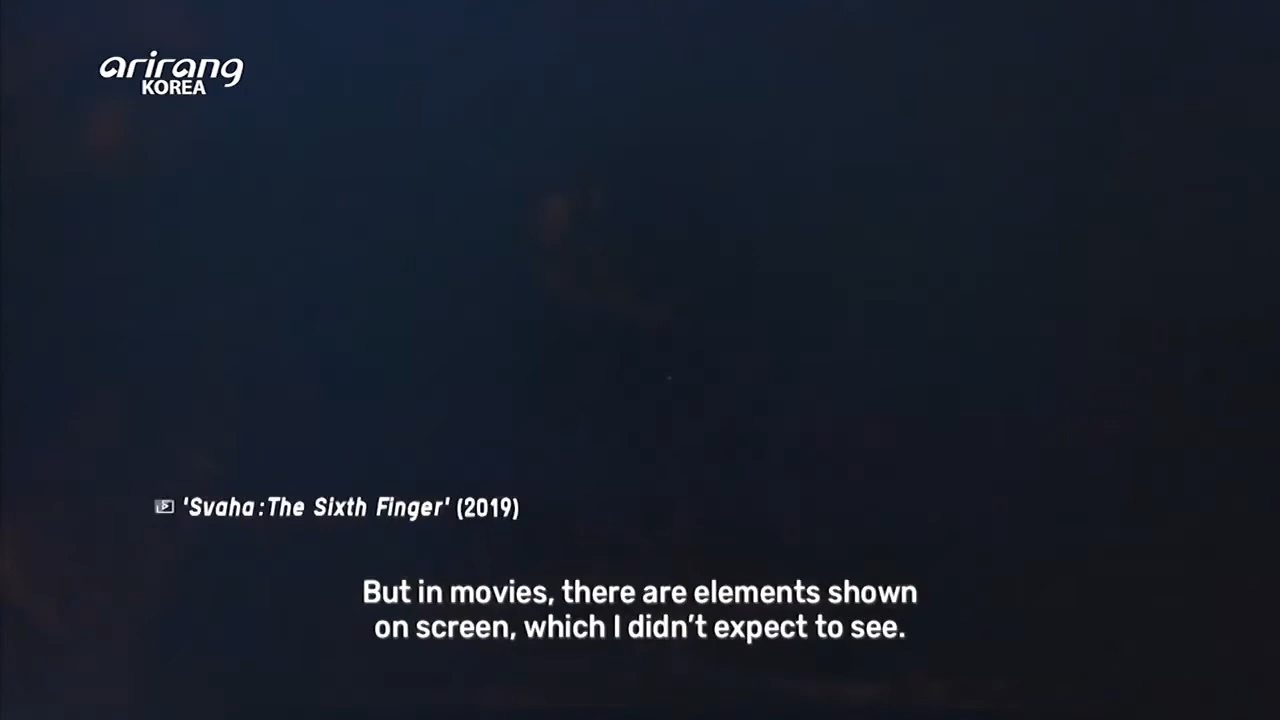 arirang
KOREA
'Svaha : The Sixth Finger' (2019)
But in movies, there are elements shown
on screen, which I didn't expect to see.